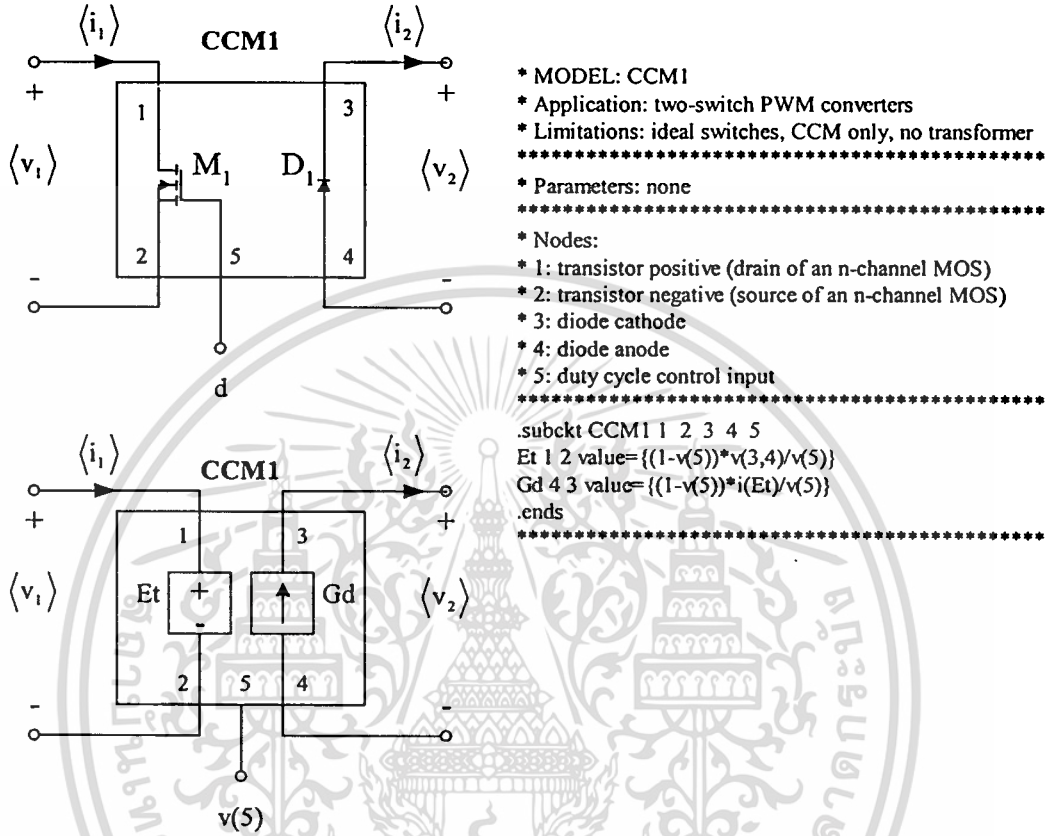 ⟨i₁⟩ CCM1 ⟨i₂⟩
+ 1 3 +
⟨v₁⟩ M₁ D₁ ⟨v₂⟩
- 2 5 4 -
d
⟨i₁⟩ CCM1 ⟨i₂⟩
+ 1 3 +
⟨v₁⟩ Et + - Gd ⟨v₂⟩
- 2 5 4 -
v(5)
* MODEL: CCM1
* Application: two-switch PWM converters
* Limitations: ideal switches, CCM only, no transformer
*****************************************************
* Parameters: none
*****************************************************
* Nodes:
* 1: transistor positive (drain of an n-channel MOS)
* 2: transistor negative (source of an n-channel MOS)
* 3: diode cathode
* 4: diode anode
* 5: duty cycle control input
*****************************************************
.subckt CCM1 1 2 3 4 5
Et 1 2 value={(1-v(5))*v(3,4)/v(5)}
Gd 4 3 value={(1-v(5))*i(Et)/v(5)}
.ends
*****************************************************